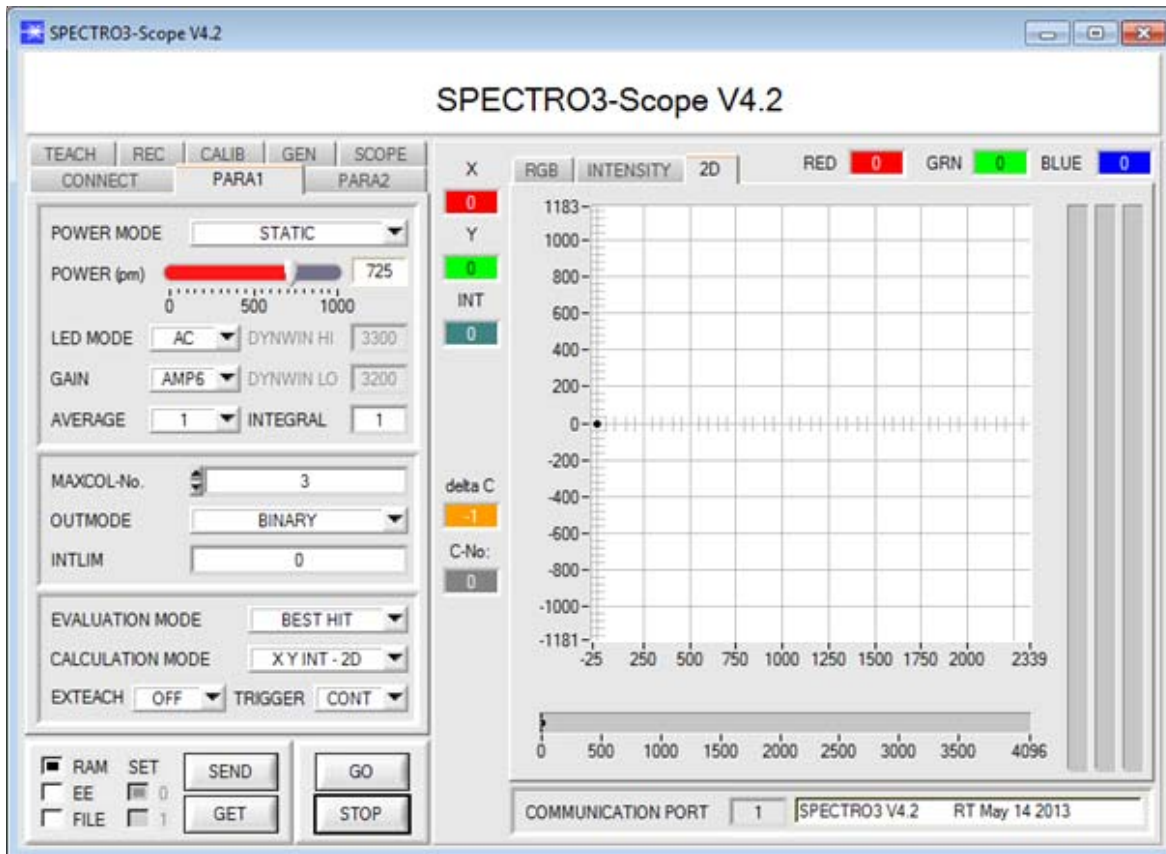 SPECTRO3-Scope V4.2
SPECTRO3-Scope V4.2
TEACH REC CALIB GEN SCOPE
CONNECT PARA1 PARA2
POWER MODE STATIC
POWER (pm) 725
0 500 1000
LED MODE AC DYNWIN HI 3300
GAIN AMP6 DYNWIN LO 3200
AVERAGE 1 INTEGRAL 1
MAXCOL-No. 3
OUTMODE BINARY
INTLIM 0
EVALUATION MODE BEST HIT
CALCULATION MODE X Y INT - 2D
EXTEACH OFF TRIGGER CONT
RAM SET SEND GO
EE 0
FILE 1 GET STOP
X
0
Y
0
INT
0
delta C
-1
C-No:
0
RGB INTENSITY 2D RED 0 GRN 0 BLUE 0
1183
1000
800
600
400
200
0
-200
-400
-600
-800
-1000
-1181
-25 250 500 750 1000 1250 1500 1750 2000 2339
0 500 1000 1500 2000 2500 3000 3500 4096
COMMUNICATION PORT 1 SPECTRO3 V4.2 RT May 14 2013